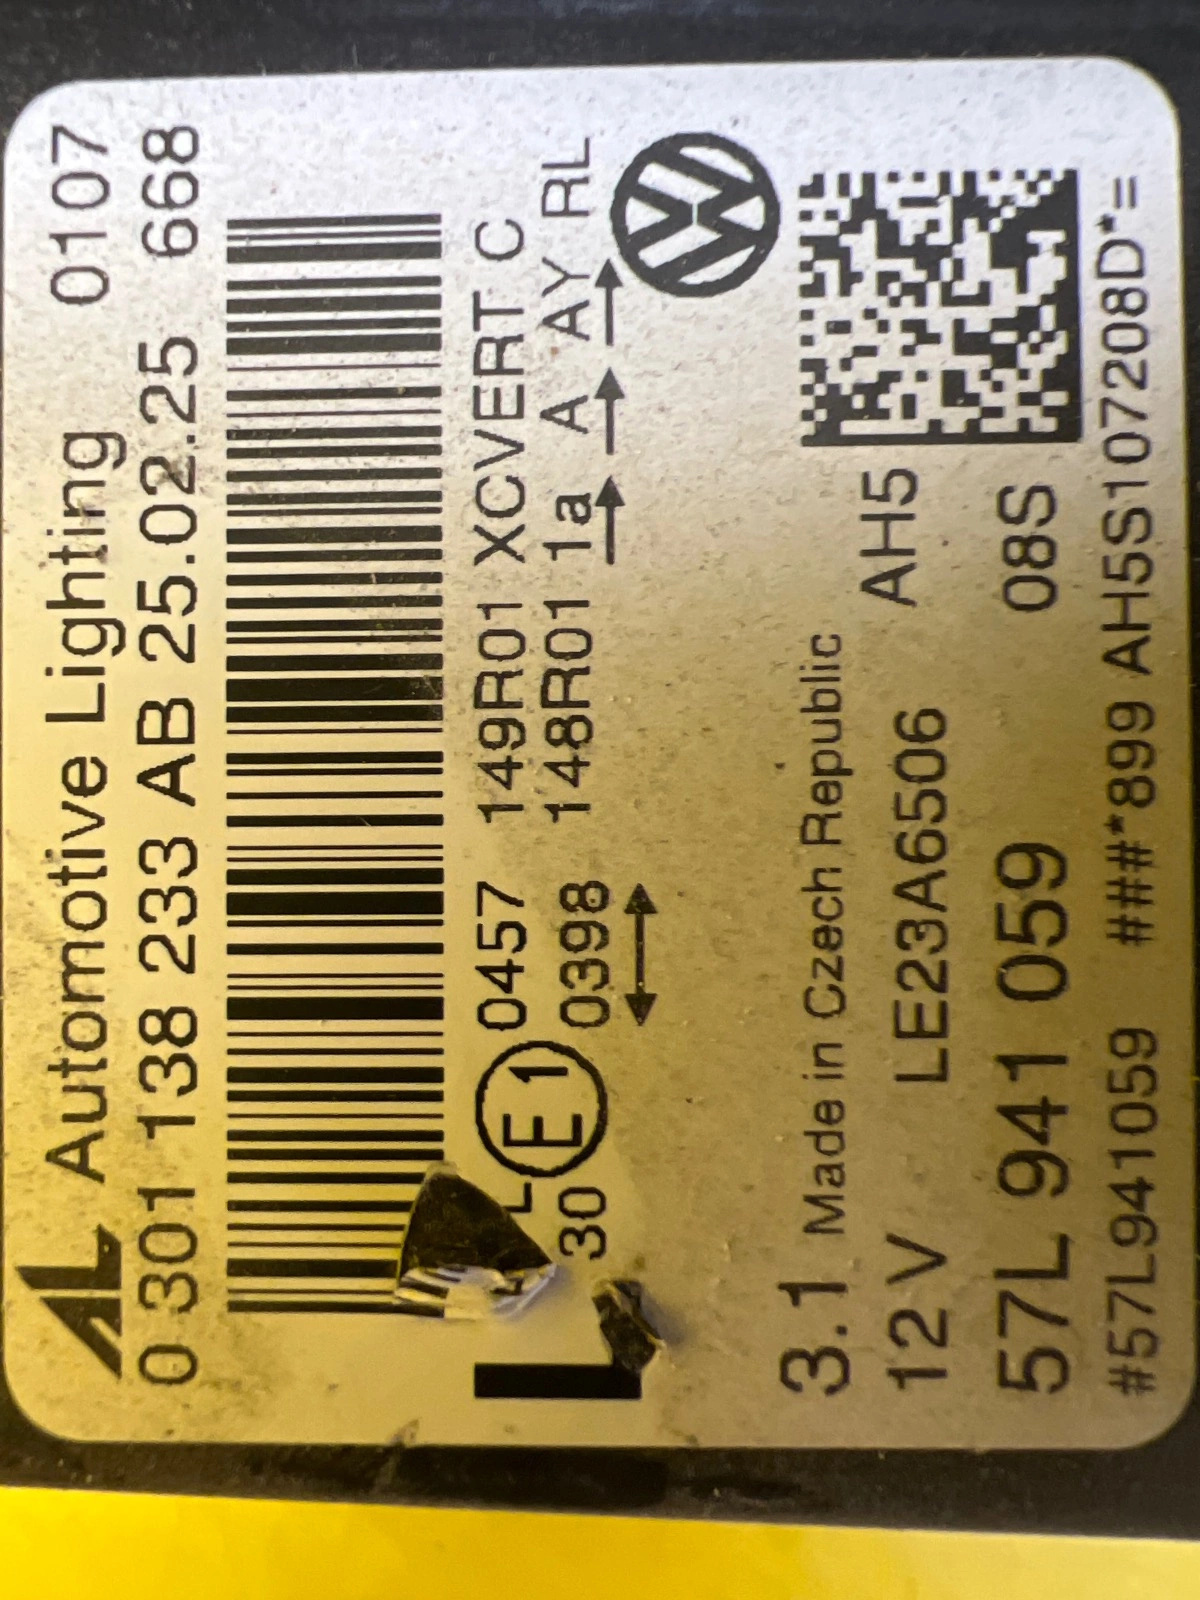 AL Automotive Lighting 0107
0 301 138 233 AB 25.02.25 668
L E1 0457 149R01 XCVERT C
30 0398 148R01 1a A AY RL
↔ → → →
L
3.1 Made in Czech Republic
12 V LE23A6506 AH5
57L 941 059 08S
#57L941059 ###*899 AH5S107208D*=